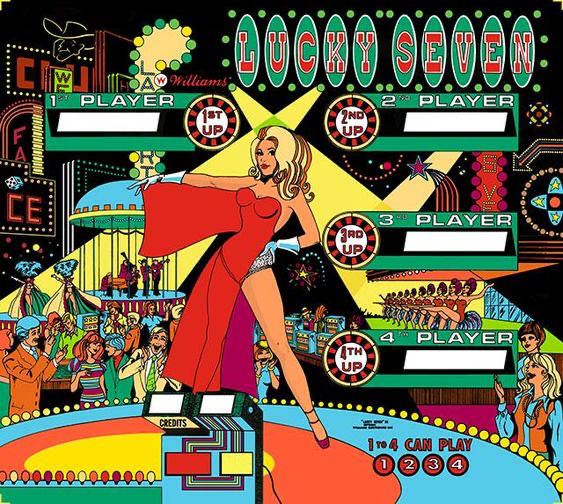 LUCKY SEVEN
W Williams
1ST PLAYER
1ST UP
2ND PLAYER
2ND UP
3RD PLAYER
3RD UP
4TH PLAYER
4TH UP
CREDITS
1 TO 4 CAN PLAY
1 2 3 4